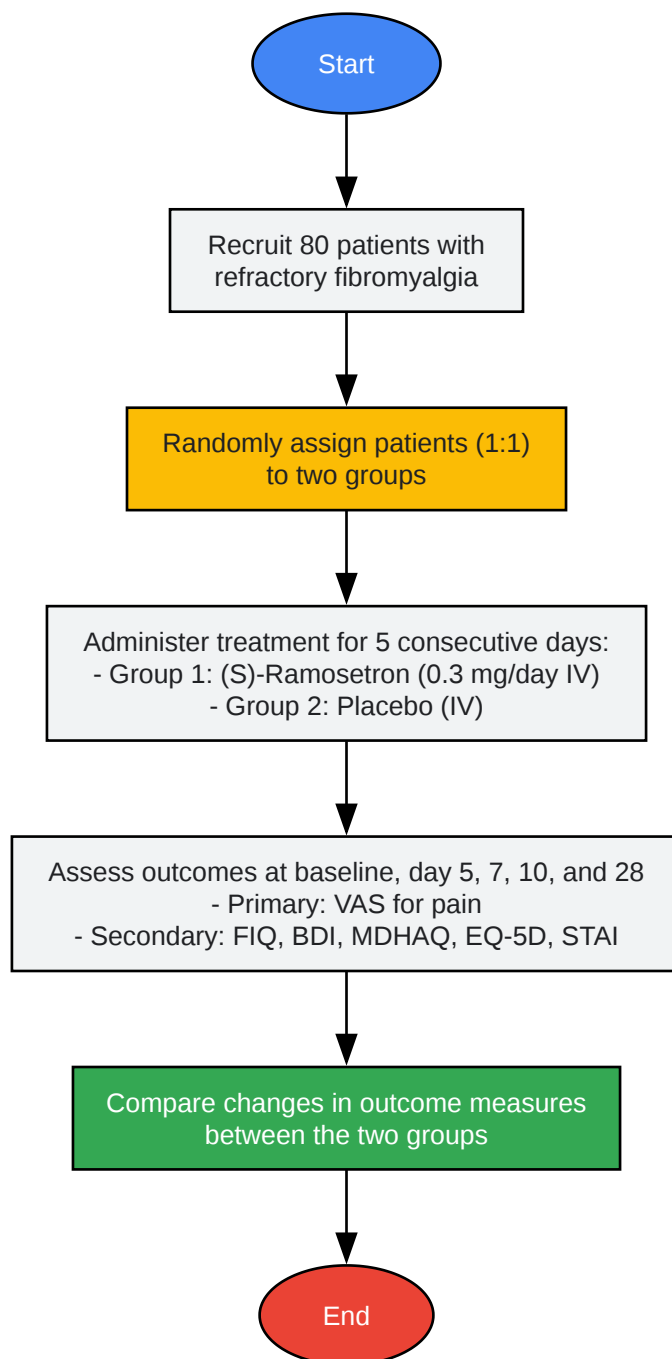 Start
Recruit 80 patients with
refractory fibromyalgia
Randomly assign patients (1:1)
to two groups
Administer treatment for 5 consecutive days:
- Group 1: (S)-Ramosetron (0.3 mg/day IV)
- Group 2: Placebo (IV)
Assess outcomes at baseline, day 5, 7, 10, and 28
- Primary: VAS for pain
- Secondary: FIQ, BDI, MDHAQ, EQ-5D, STAI
Compare changes in outcome measures
between the two groups
End